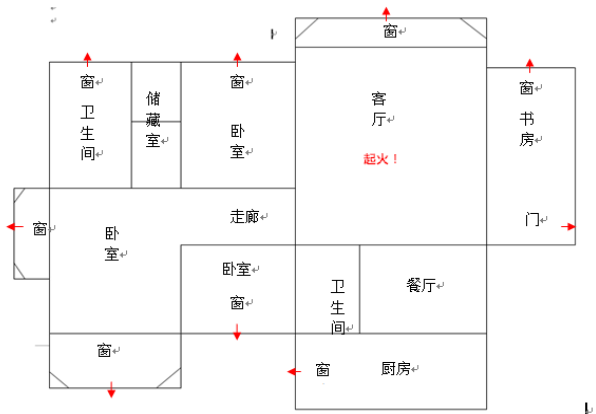 窗
窗
窗
窗
卫
生
间
储
藏
室
卧
室
客
厅
起火！
书
房
窗
卧
室
走廊
门
卧室
窗
卫
生
间
餐厅
窗
窗
厨房